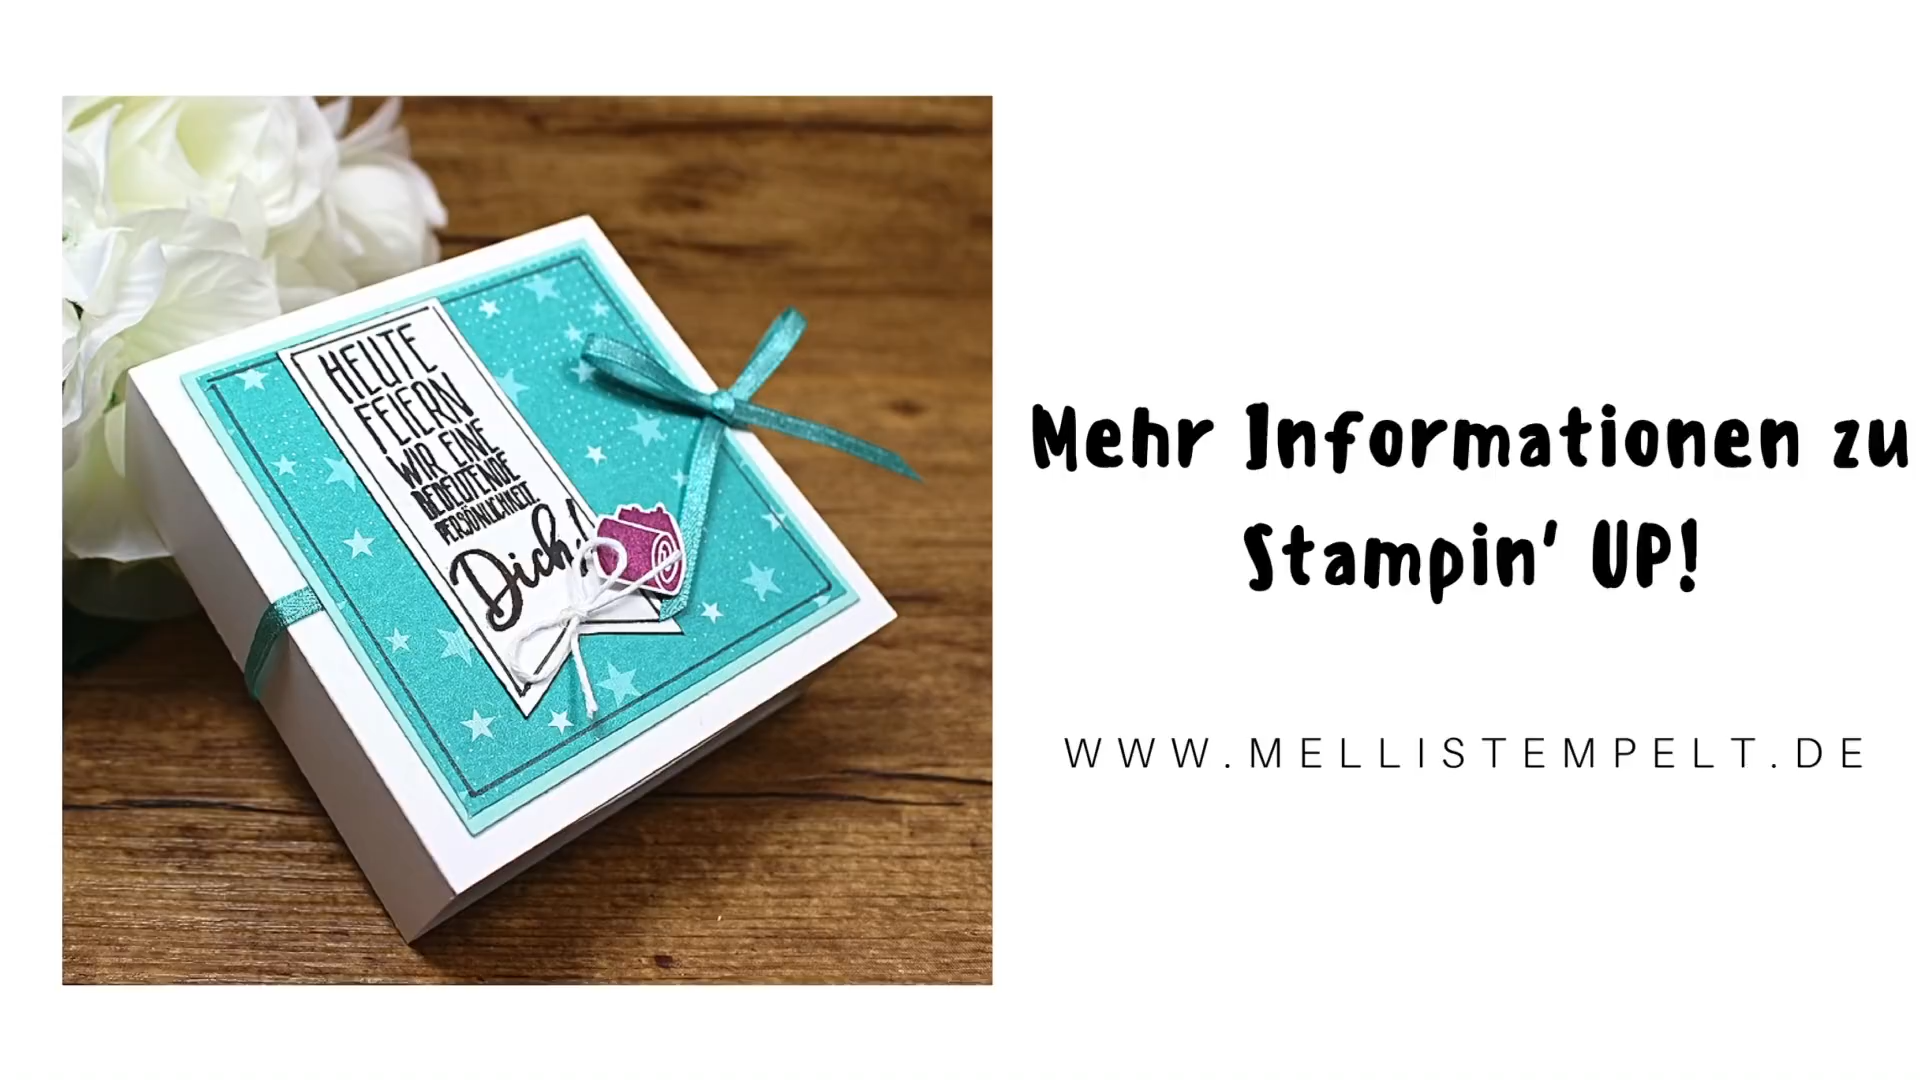 HEUTE
FEIERN
WIR EINE
BEDEUTENDE
PERSÖNLICHKEIT.
Dich!
Mehr Informationen zu
Stampin' UP!
WWW.MELLISTEMPELT.DE